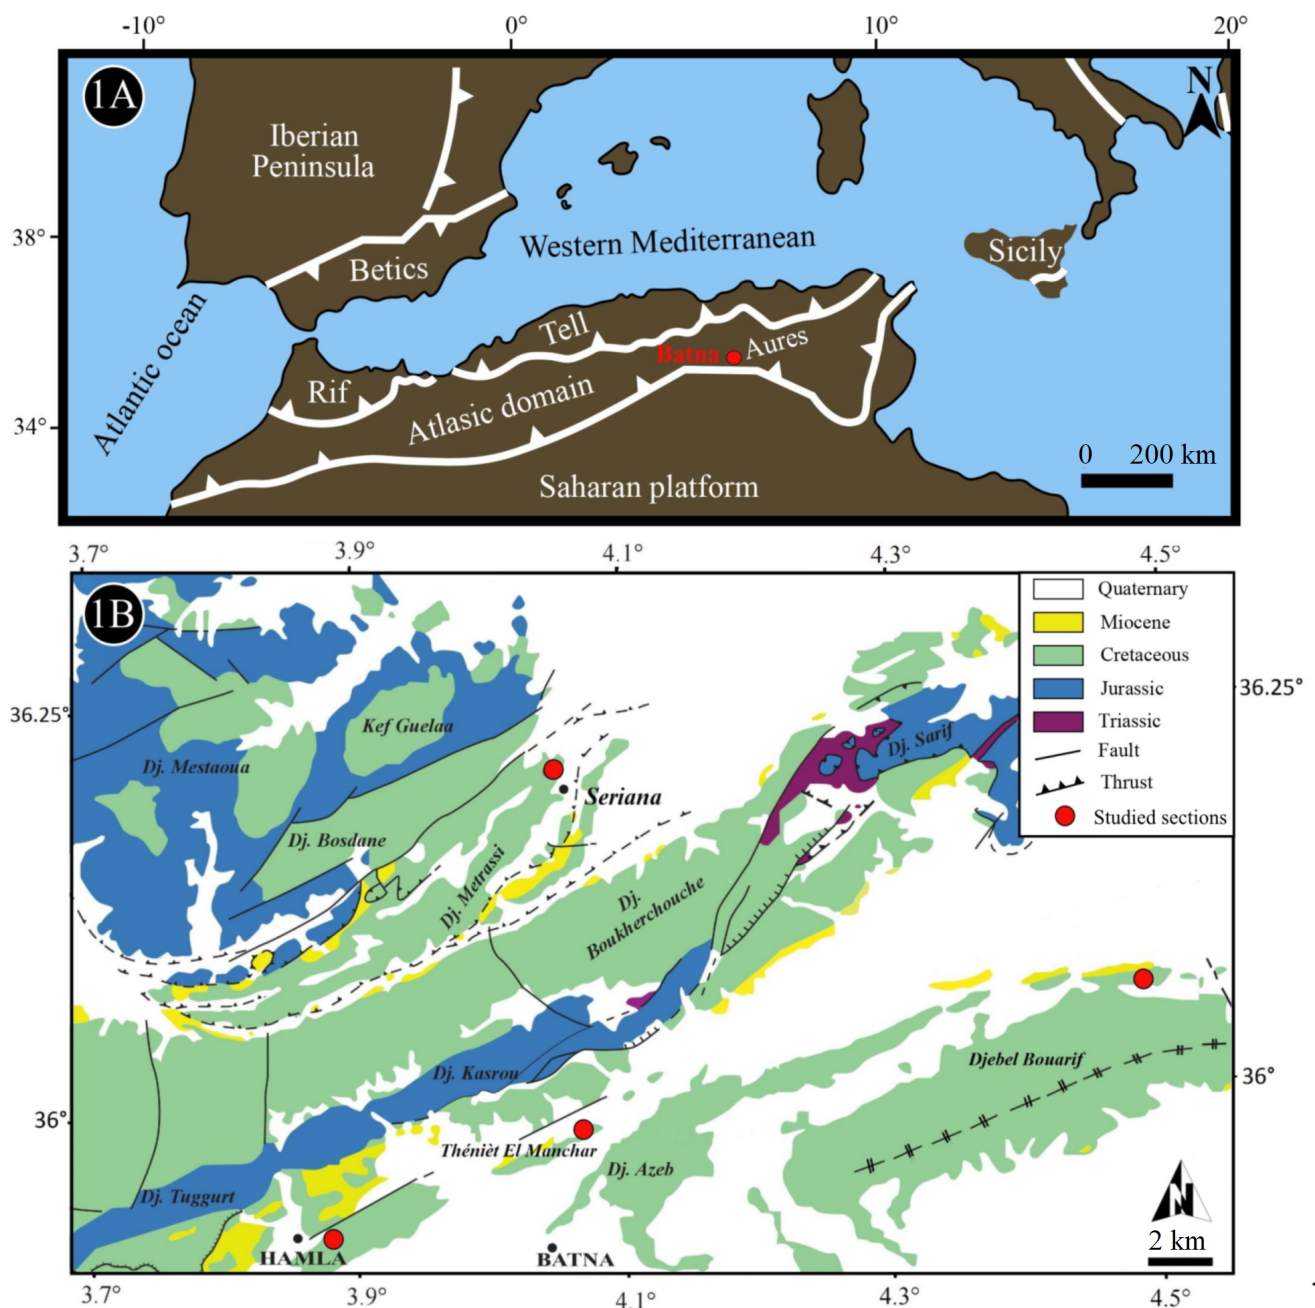 -10°
0°
10°
20°
1A
N
Iberian
Peninsula
38°
Western Mediterranean
Sicily
Betics
Atlantic ocean
Tell
Batna
Aures
Rif
Atlasic domain
34°
0 200 km
Saharan platform
3.7°
3.9°
4.1°
4.3°
4.5°
1B
Quaternary
Miocene
Cretaceous
Jurassic
Triassic
Fault
Thrust
Studied sections
36.25°
36.25°
Kef Guelaa
Dj. Mestaoua
Dj. Sarif
Seriana
Dj. Bosdane
Dj. Metrassi
Dj.
Boukherchouche
Djebel Bouarif
Dj. Kasrou
36°
36°
Thénièt El Manchar
Dj. Azeb
Dj. Tuggurt
N
2 km
HAMLA
BATNA
3.7°
3.9°
4.1°
4.3°
4.5°